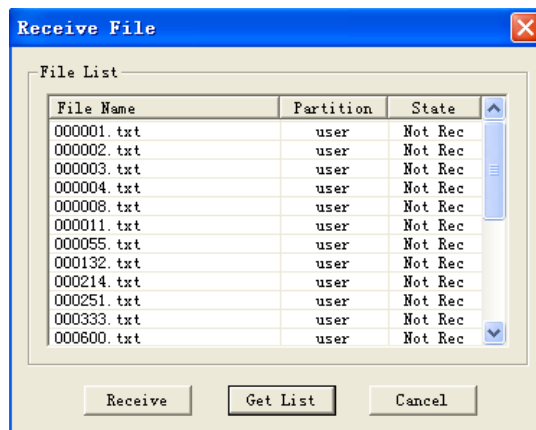 Receive File
File List
File Name Partition State
000001.txt user Not Rec
000002.txt user Not Rec
000003.txt user Not Rec
000004.txt user Not Rec
000008.txt user Not Rec
000011.txt user Not Rec
000055.txt user Not Rec
000132.txt user Not Rec
000214.txt user Not Rec
000251.txt user Not Rec
000333.txt user Not Rec
000600.txt user Not Rec
Receive Get List Cancel